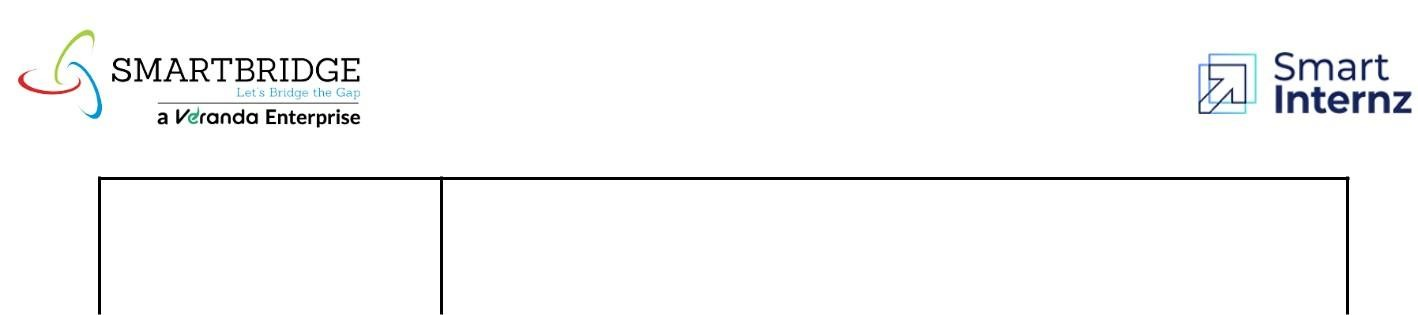 SMARTBRIDGE
Let's Bridge the Gap
a Veranda Enterprise
Smart
Internz